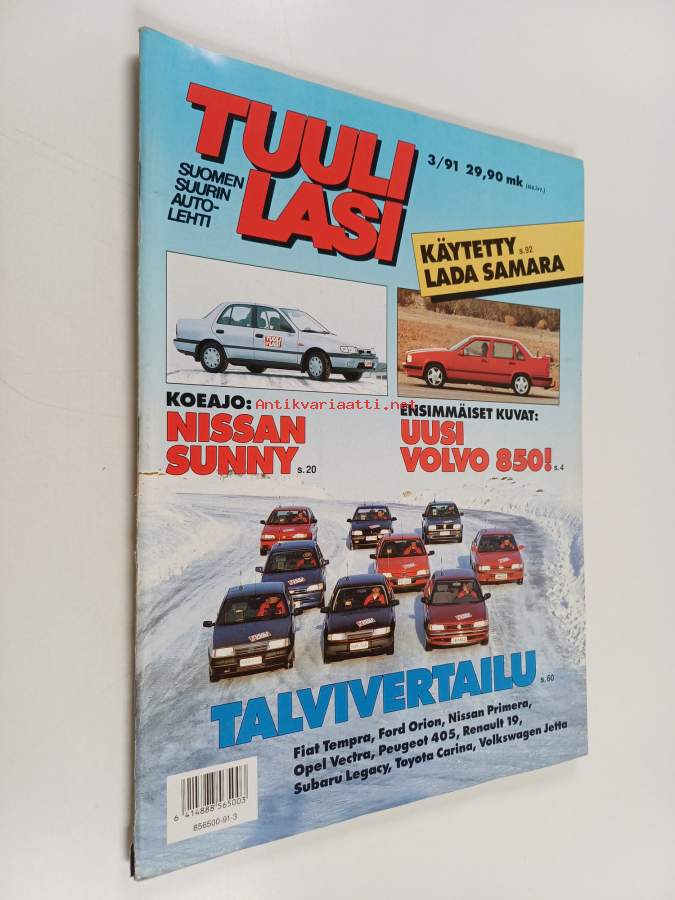 TUULI
LASI
SUOMEN
SUURIN
AUTO-
LEHTI
3/91 29,90 mk
KÄYTETTY s.92
LADA SAMARA
TUULI
LASI
KOEAJO:
NISSAN
SUNNY s.20
Antikvariaatti.net
ENSIMMÄISET KUVAT:
UUSI
VOLVO 850! s.4
TALVIVERTAILU s.60
Fiat Tempra, Ford Orion, Nissan Primera,
Opel Vectra, Peugeot 405, Renault 19,
Subaru Legacy, Toyota Carina, Volkswagen Jetta
6 414888 565003
856500-91-3